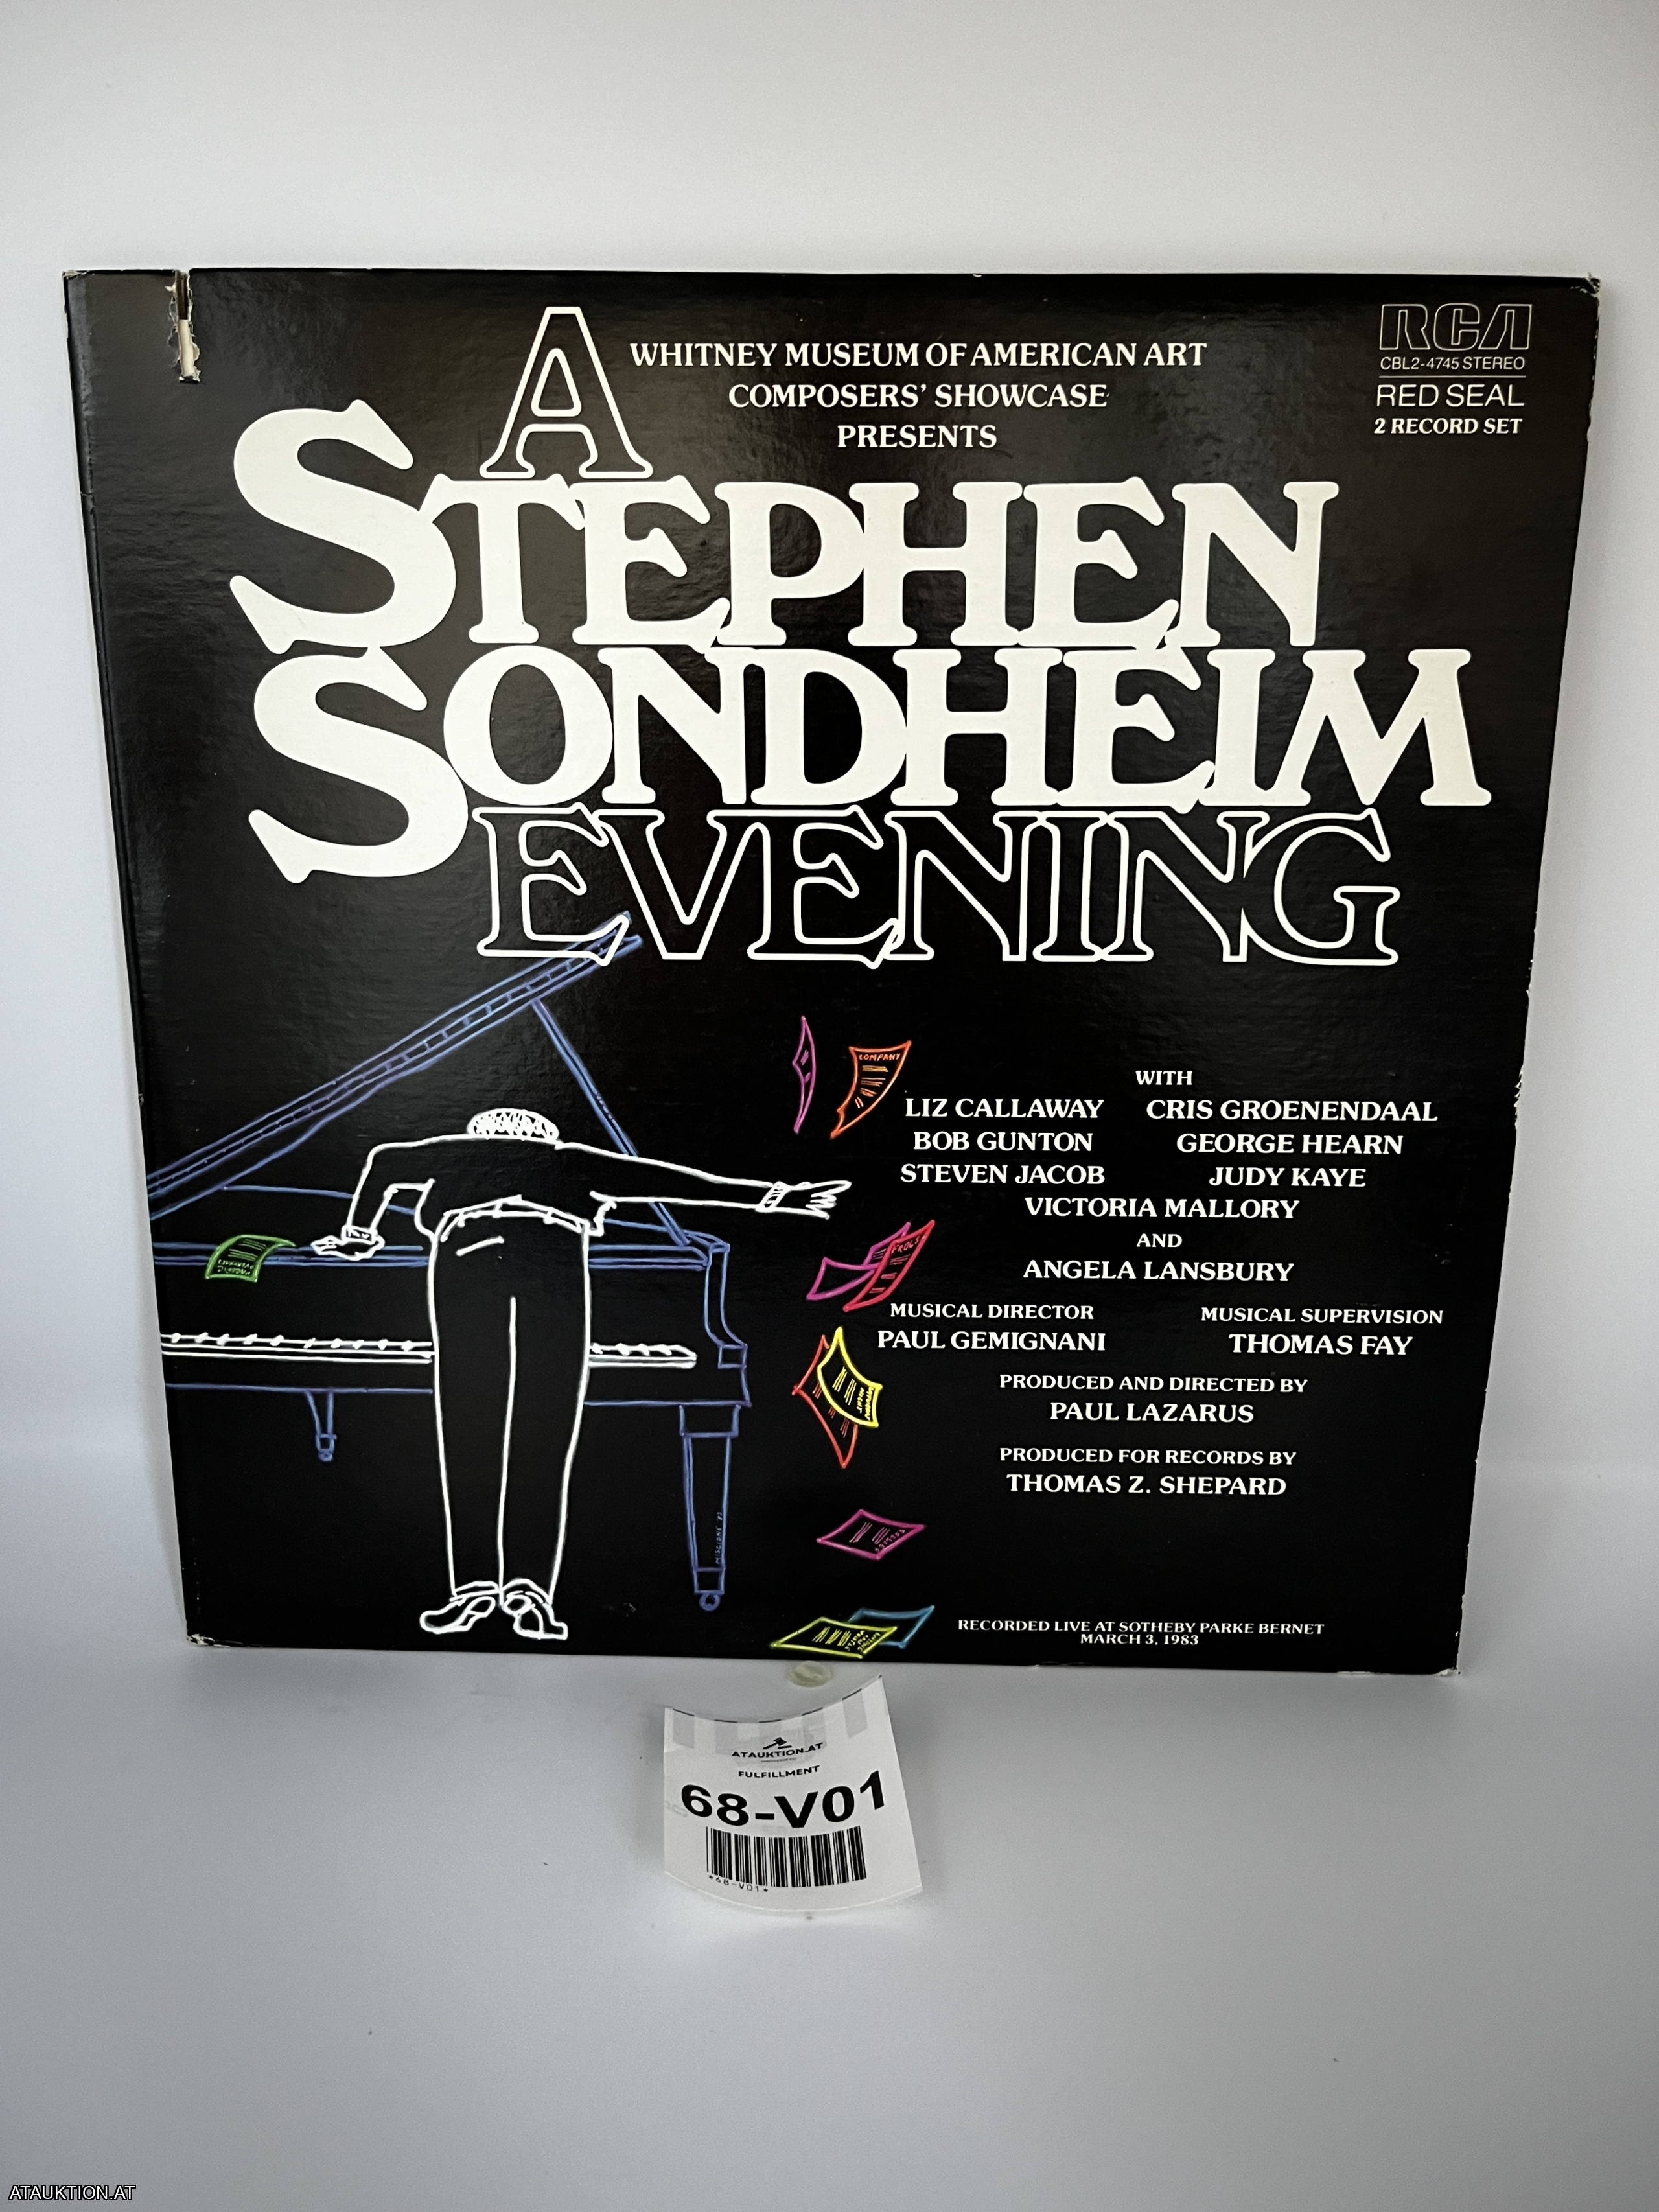 A
WHITNEY MUSEUM OF AMERICAN ART
COMPOSERS' SHOWCASE
PRESENTS
RCA
CBL2-4745 STEREO
RED SEAL
2 RECORD SET
STEPHEN
SONDHEIM
EVENING
COMPANY
FROGS
WITH
LIZ CALLAWAY CRIS GROENENDAAL
BOB GUNTON GEORGE HEARN
STEVEN JACOB JUDY KAYE
VICTORIA MALLORY
AND
ANGELA LANSBURY
MUSICAL DIRECTOR MUSICAL SUPERVISION
PAUL GEMIGNANI THOMAS FAY
PRODUCED AND DIRECTED BY
PAUL LAZARUS
PRODUCED FOR RECORDS BY
THOMAS Z. SHEPARD
RECORDED LIVE AT SOTHEBY PARKE BERNET
MARCH 3, 1983
ATAUKTION.AT
FULFILLMENT
68-V01
*68-V01*
ATAUKTION.AT